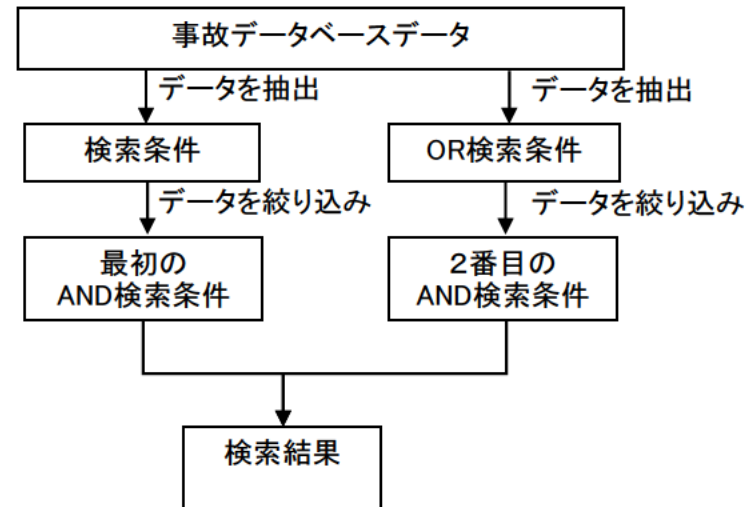 事故データベースデータ
データを抽出
データを抽出
検索条件
OR検索条件
データを絞り込み
データを絞り込み
最初の
AND検索条件
２番目の
AND検索条件
検索結果